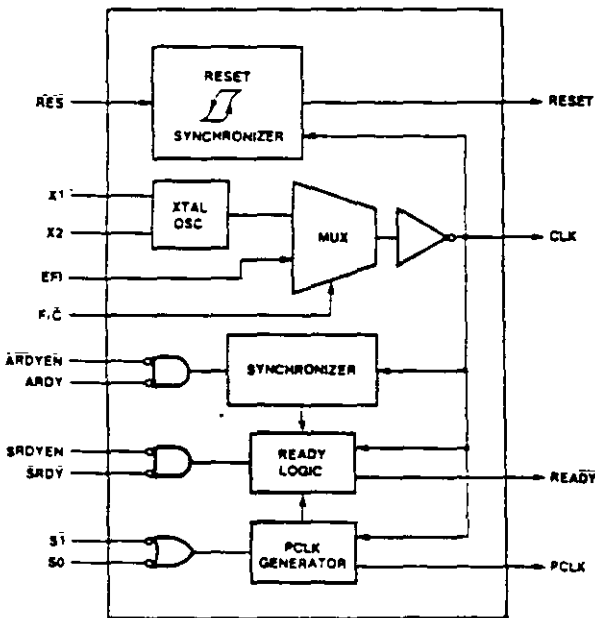 RES
RESET
SYNCHRONIZER
RESET
X1
X2
XTAL
OSC
MUX
CLK
EFI
F/C
ARDYEN
ARDY
SYNCHRONIZER
SRDYEN
SRDY
READY
LOGIC
READY
S1
S0
PCLK
GENERATOR
PCLK